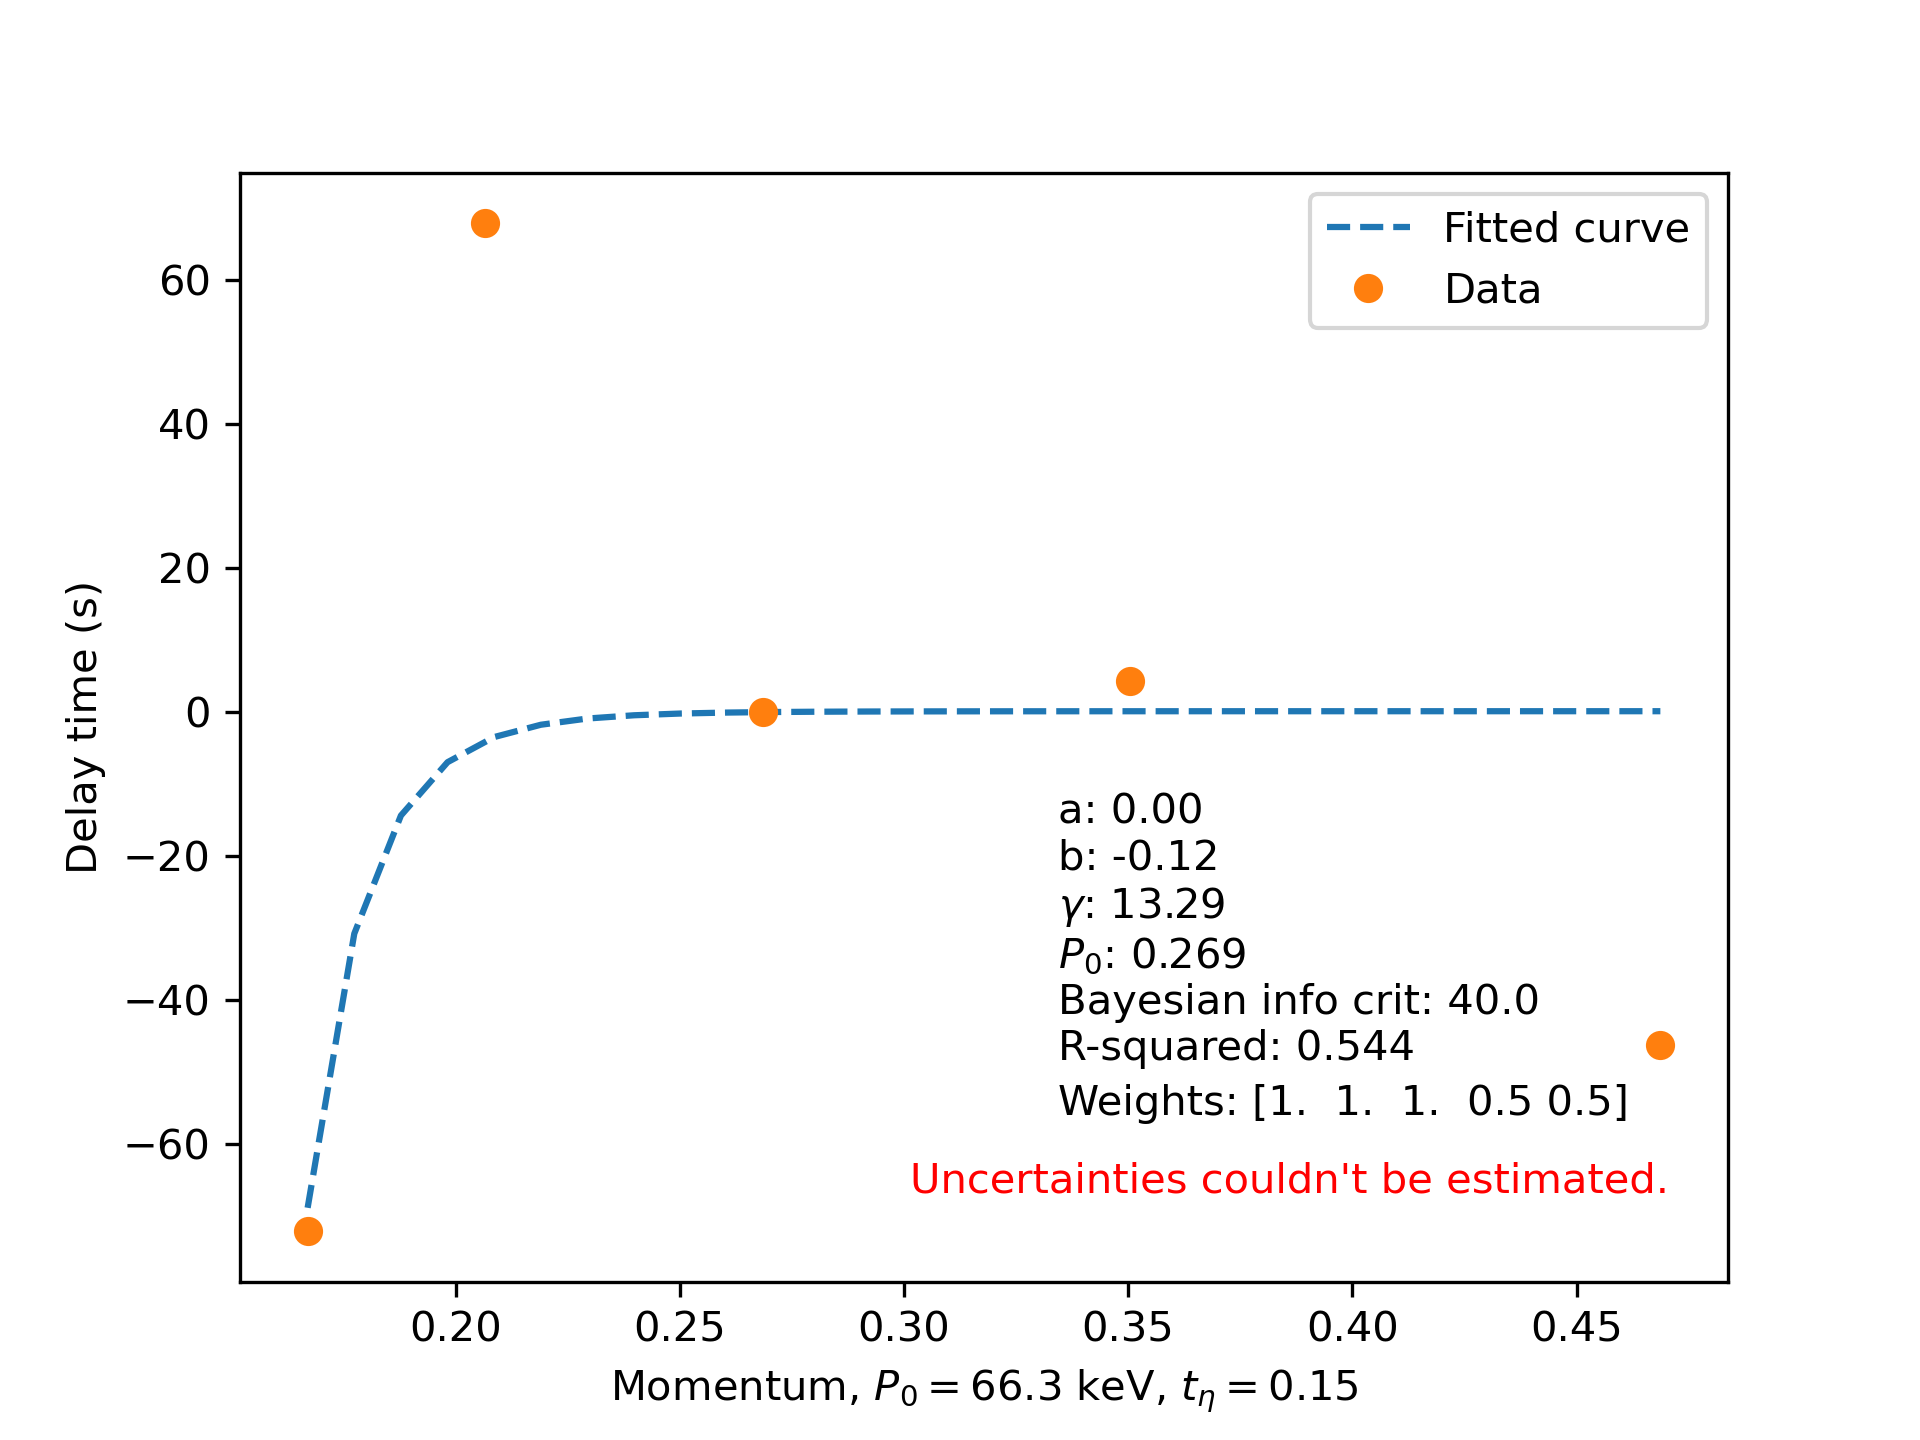 Fitted curve
Data
60
40
20
0
−20
−40
−60
Delay time (s)
a: 0.00
b: -0.12
γ: 13.29
P₀: 0.269
Bayesian info crit: 40.0
R-squared: 0.544
Weights: [1.  1.  1.  0.5 0.5]
Uncertainties couldn't be estimated.
0.20 0.25 0.30 0.35 0.40 0.45
Momentum, P₀ = 66.3 keV, tη = 0.15